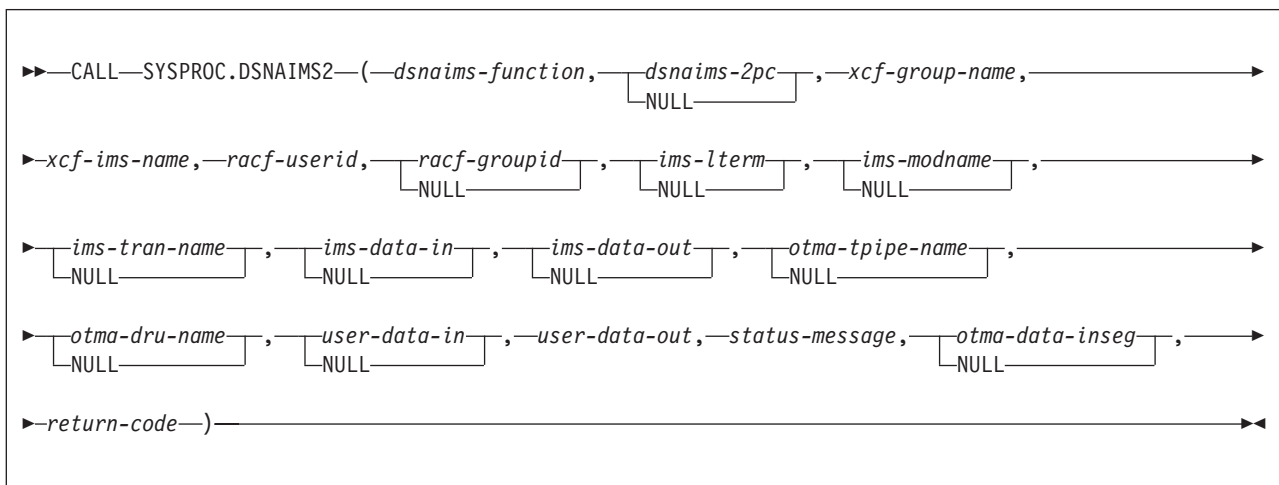 CALL SYSPROC.DSNAIMS2 ( dsnaims-function, dsnaims-2pc , xcf-group-name,
NULL
xcf-ims-name, racf-userid, racf-groupid , ims-lterm , ims-modname ,
NULL NULL NULL
ims-tran-name , ims-data-in , ims-data-out , otma-tpipe-name ,
NULL NULL NULL NULL
otma-dru-name , user-data-in , user-data-out, status-message, otma-data-inseg ,
NULL NULL NULL
return-code )